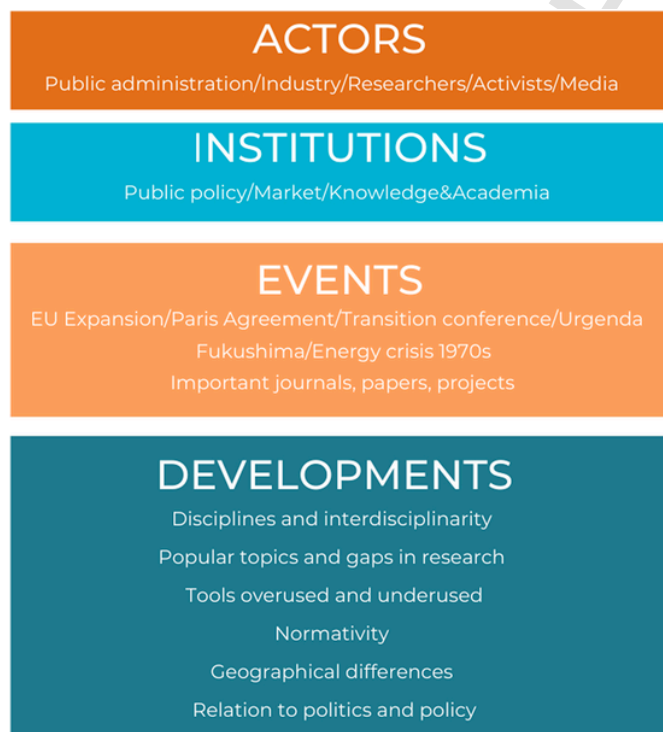 ACTORS
Public administration/Industry/Researchers/Activists/Media
INSTITUTIONS
Public policy/Market/Knowledge&Academia
EVENTS
EU Expansion/Paris Agreement/Transition conference/Urgenda
Fukushima/Energy crisis 1970s
Important journals, papers, projects
DEVELOPMENTS
Disciplines and interdisciplinarity
Popular topics and gaps in research
Tools overused and underused
Normativity
Geographical differences
Relation to politics and policy